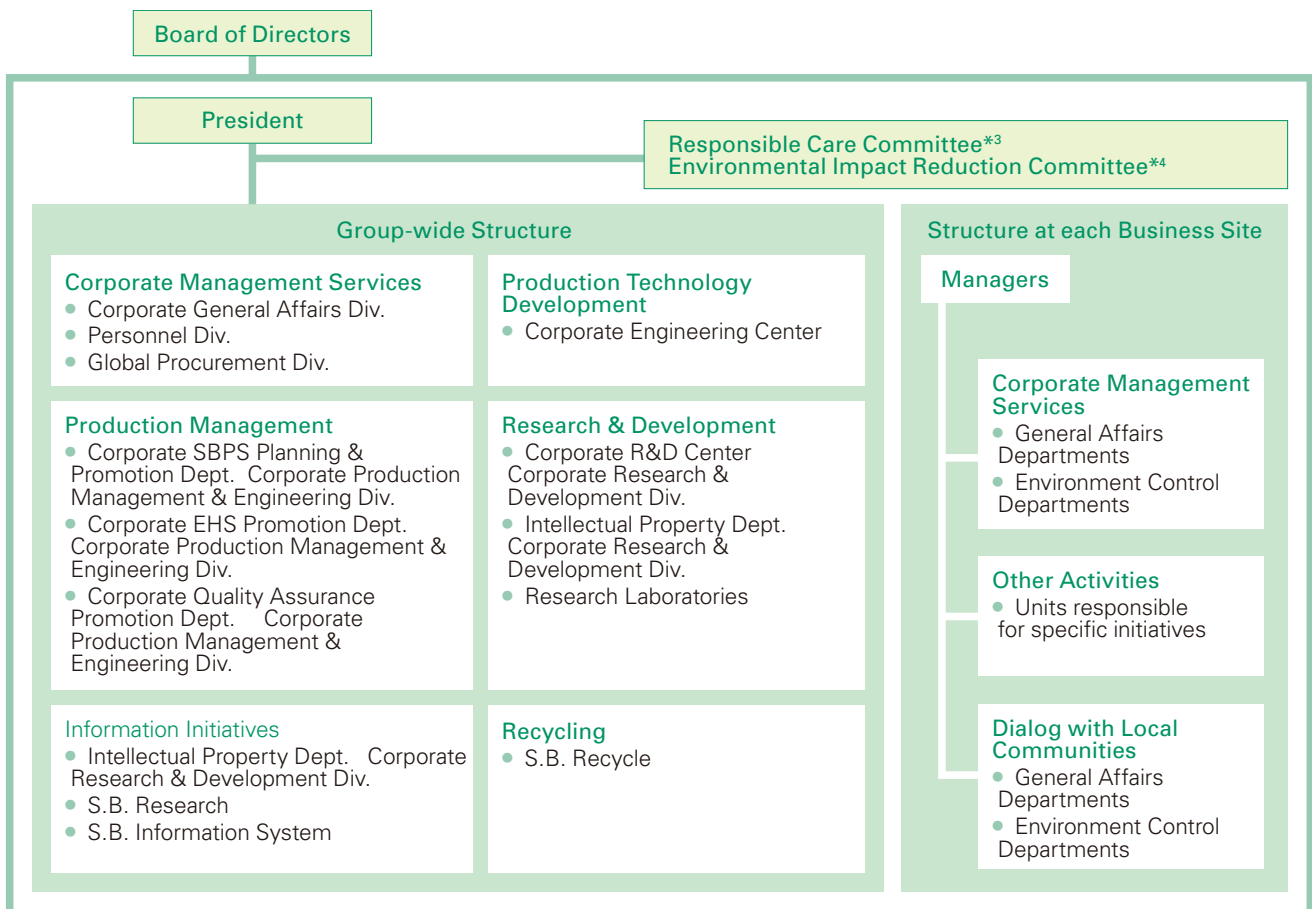 Board of Directors
President
Responsible Care Committee*3
Environmental Impact Reduction Committee*4
Group-wide Structure
Corporate Management Services
● Corporate General Affairs Div.
● Personnel Div.
● Global Procurement Div.
Production Technology
Development
● Corporate Engineering Center
Production Management
● Corporate SBPS Planning &
Promotion Dept. Corporate Production
Management & Engineering Div.
● Corporate EHS Promotion Dept.
Corporate Production Management &
Engineering Div.
● Corporate Quality Assurance
Promotion Dept. Corporate
Production Management &
Engineering Div.
Research & Development
● Corporate R&D Center
Corporate Research &
Development Div.
● Intellectual Property Dept.
Corporate Research &
Development Div.
● Research Laboratories
Information Initiatives
● Intellectual Property Dept. Corporate
Research & Development Div.
● S.B. Research
● S.B. Information System
Recycling
● S.B. Recycle
Structure at each Business Site
Managers
Corporate Management
Services
● General Affairs
Departments
● Environment Control
Departments
Other Activities
● Units responsible
for specific initiatives
Dialog with Local
Communities
● General Affairs
Departments
● Environment Control
Departments